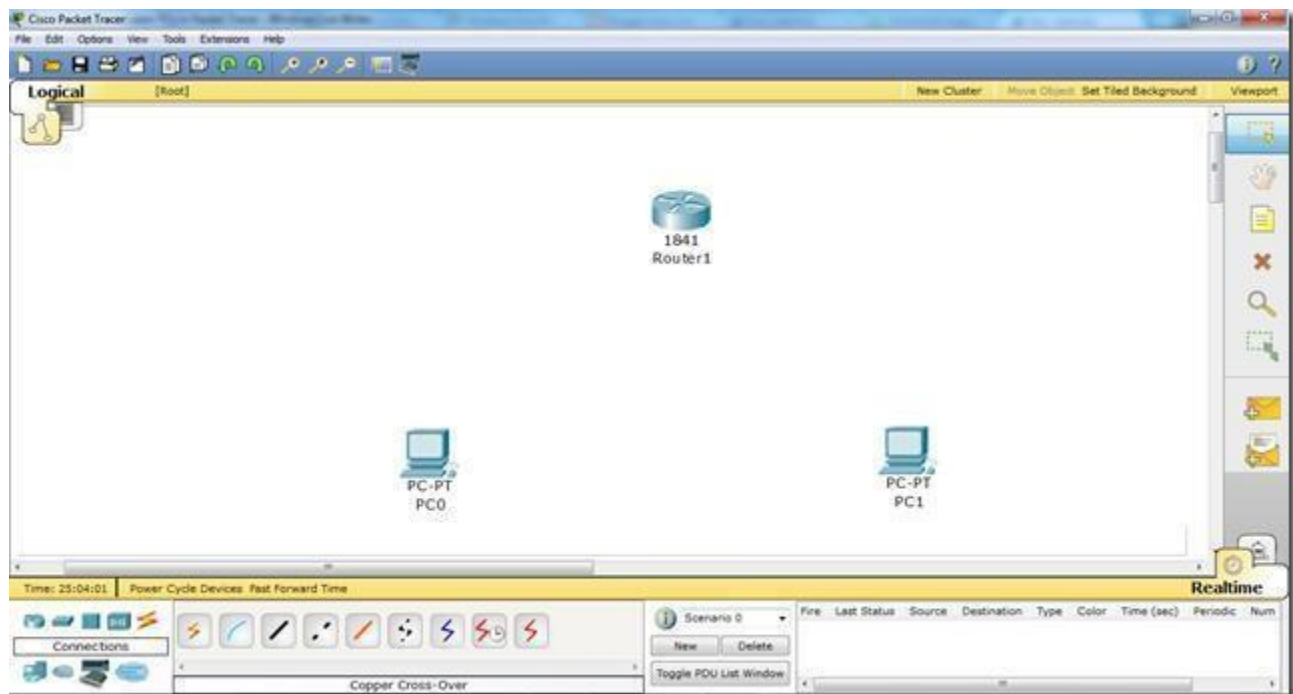 Cisco Packet Tracer
File Edit Options View Tools Extensions Help
Logical [Root] New Cluster Move Object Set Tiled Background Viewport
1841
Router1
PC-PT
PC0
PC-PT
PC1
Time: 25:04:01 Power Cycle Devices Fast Forward Time Realtime
Connections
Copper Cross-Over
Scenario 0
New Delete
Toggle PDU List Window
Fire Last Status Source Destination Type Color Time (sec) Periodic Num